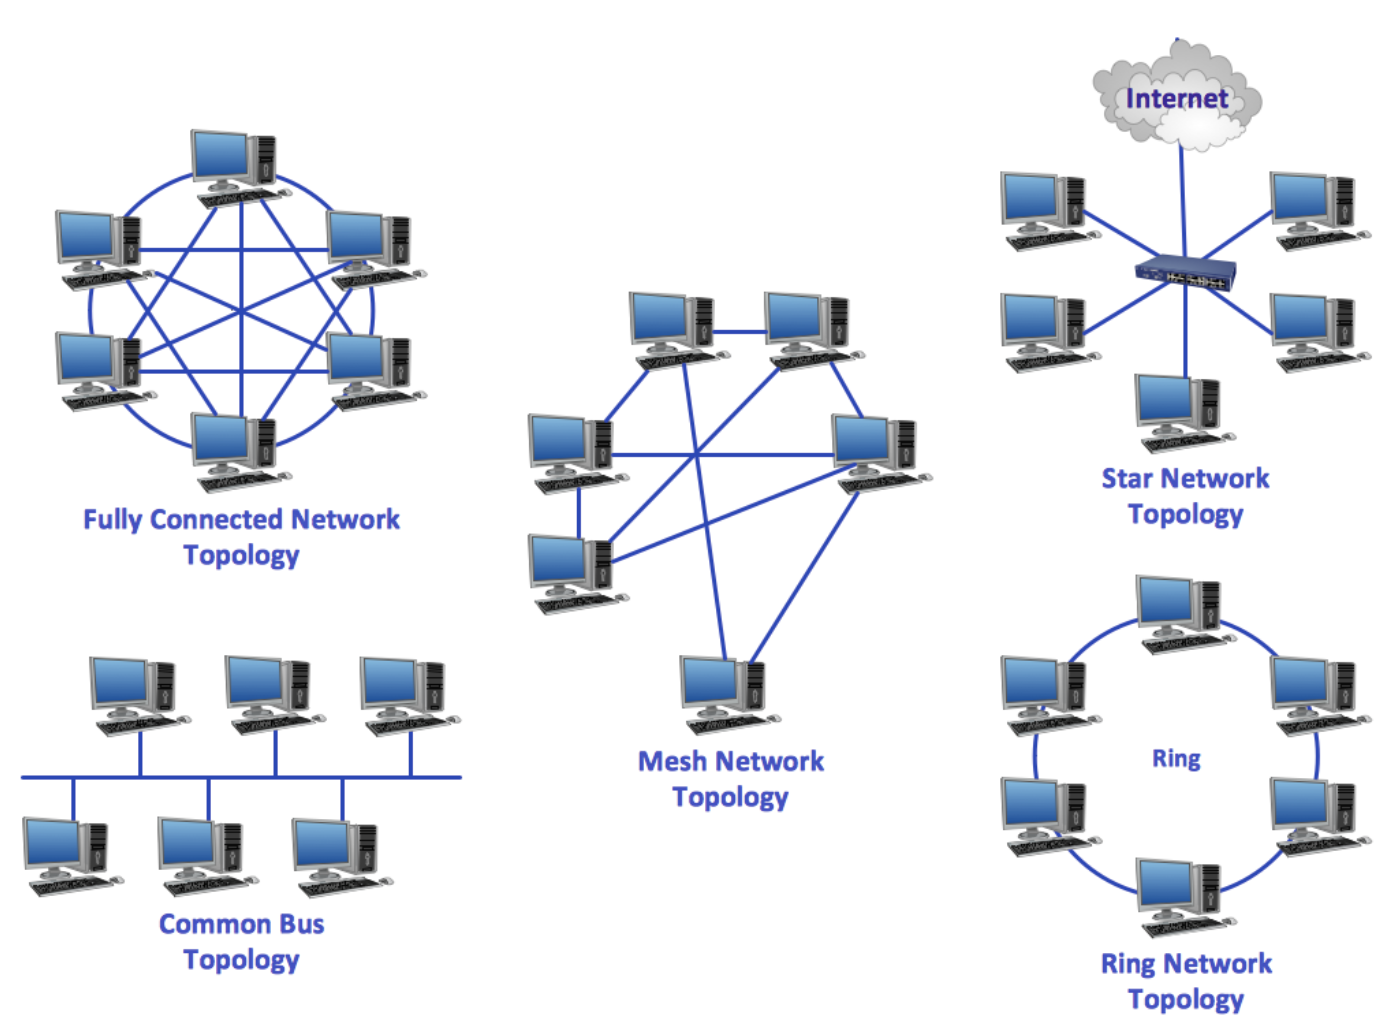 Internet
Fully Connected Network
Topology
Star Network
Topology
Mesh Network
Topology
Ring
Common Bus
Topology
Ring Network
Topology